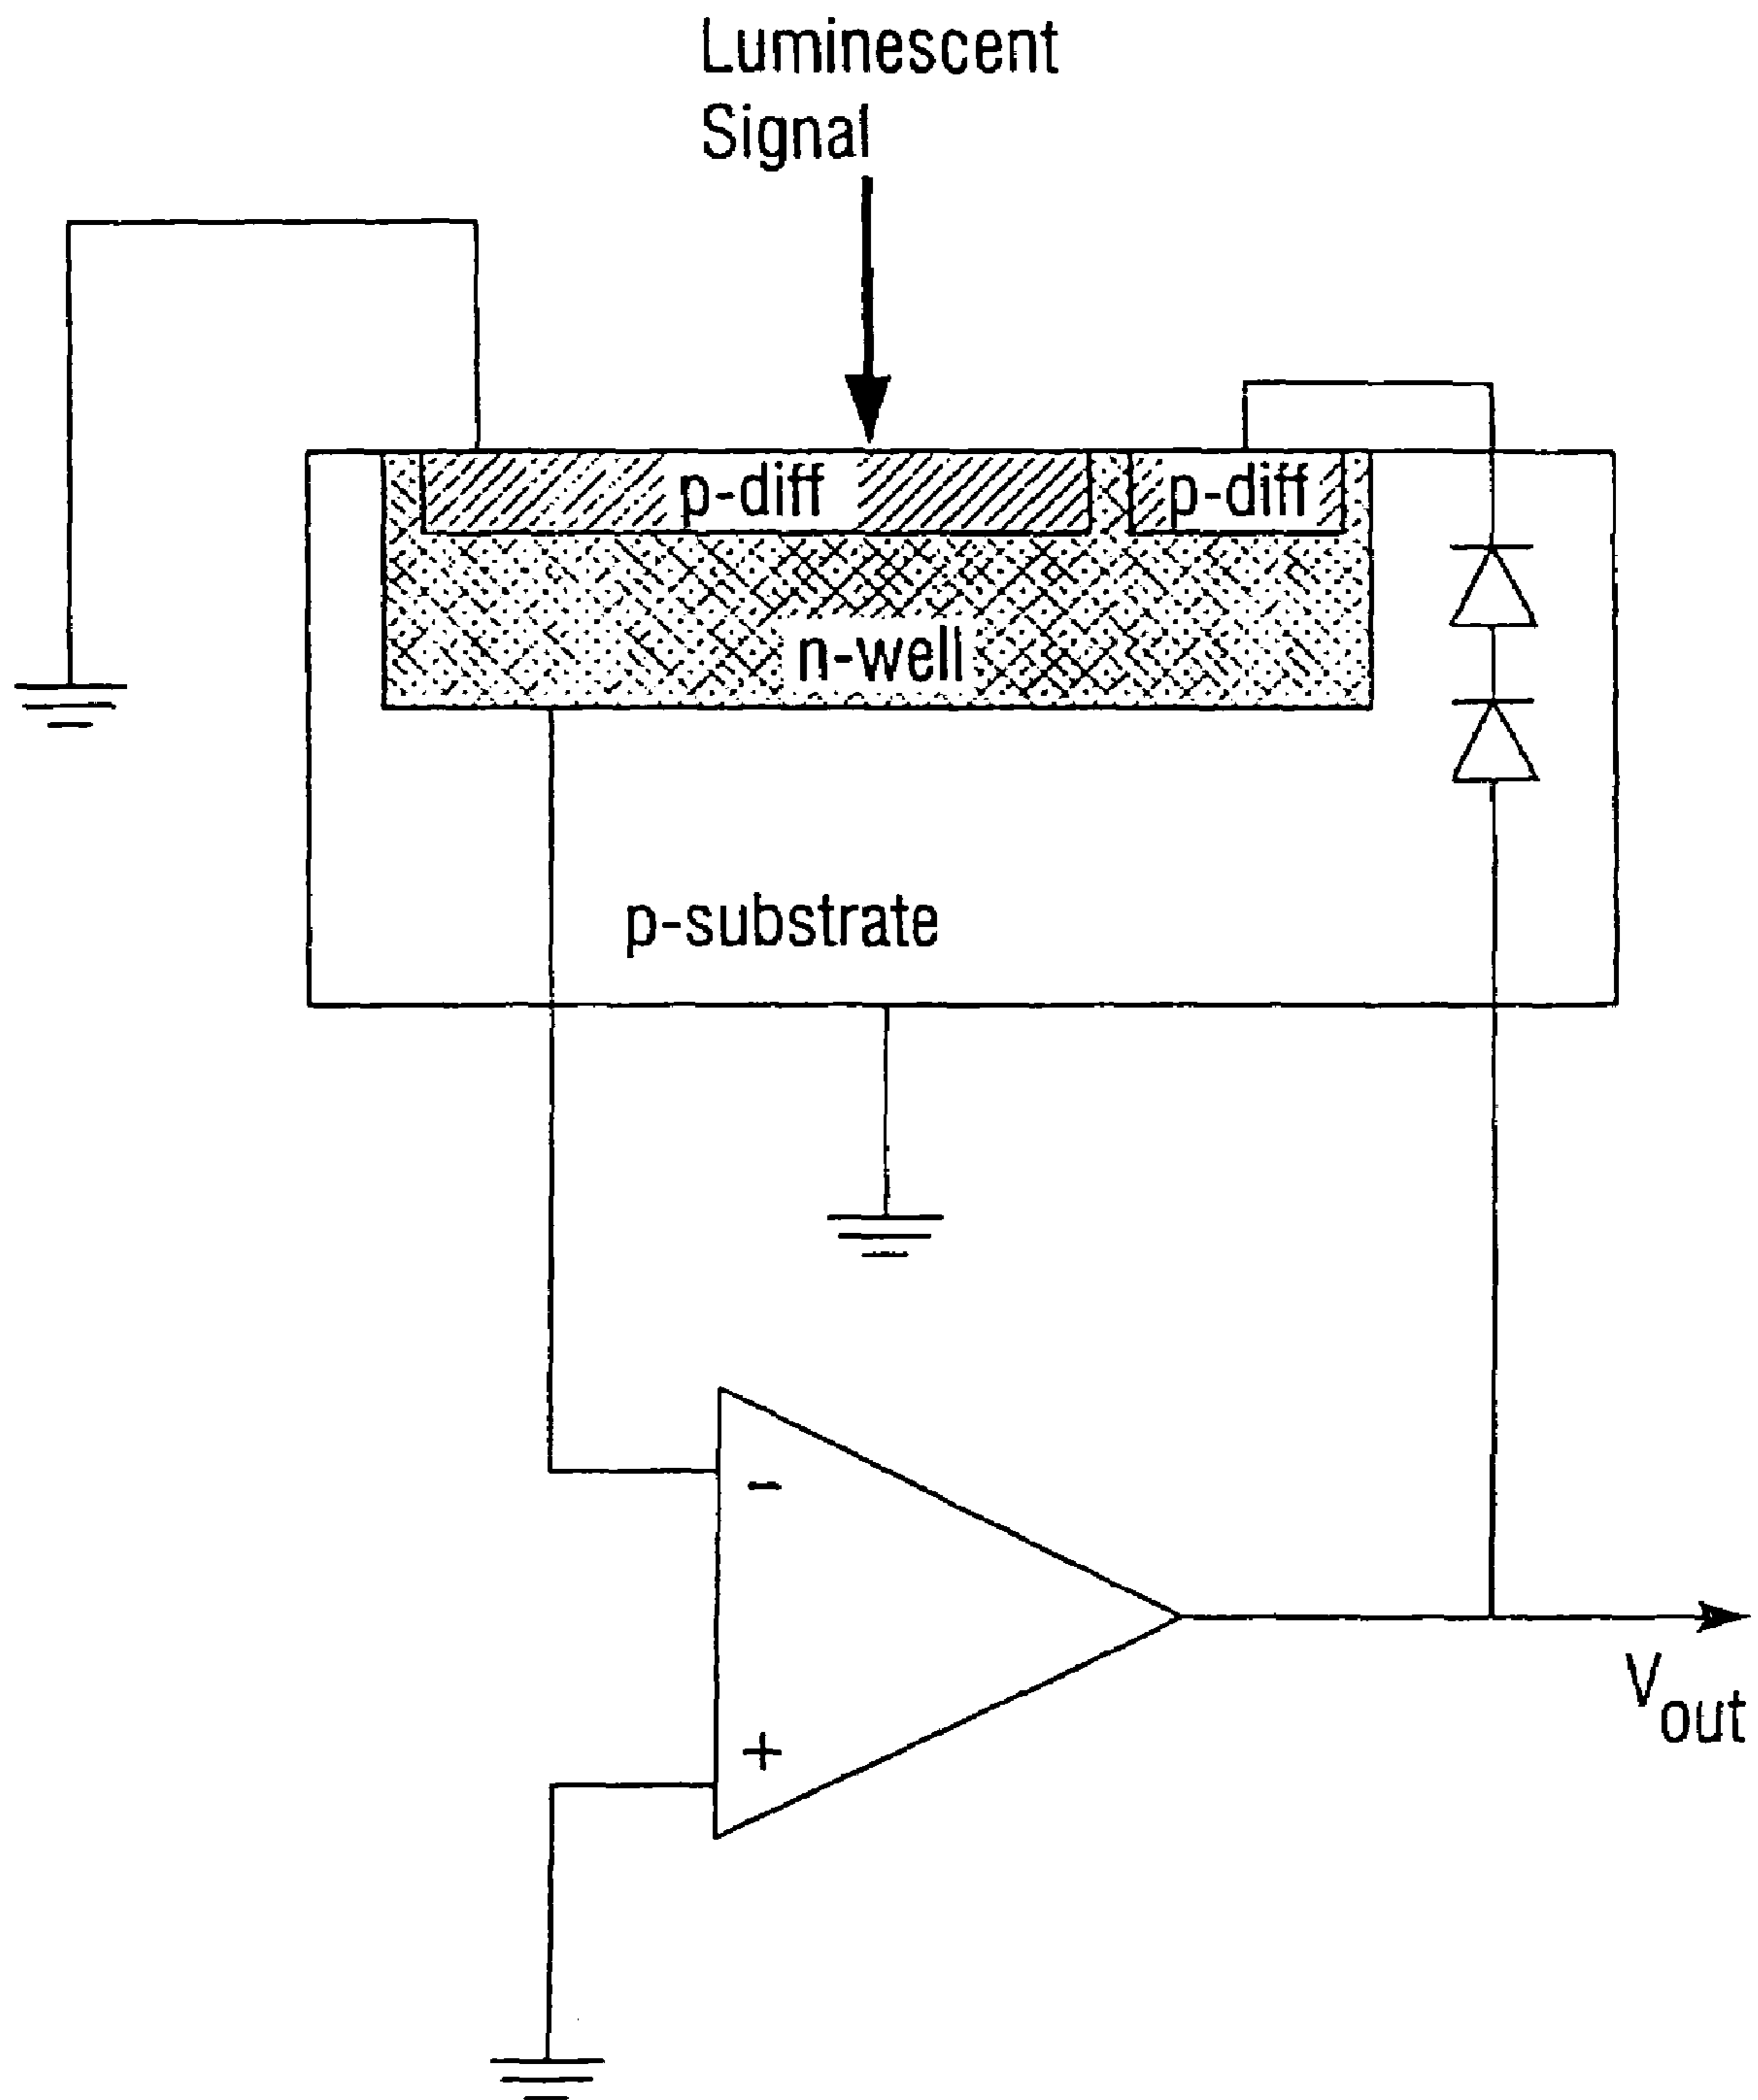 Luminescent
Signal
p-diff
p-diff
n-well
p-substrate
-
+
Vout